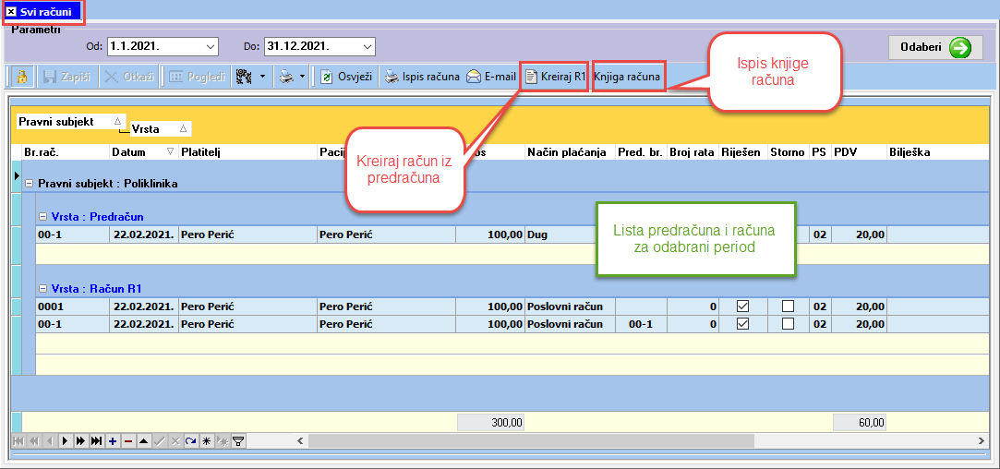 Svi računi
Parametri
Od: 1.1.2021. Do: 31.12.2021. Odaberi
Zapiši Otkaži Pogledi Osvježi Ispis računa E-mail Kreiraj R1 Knjiga računa
Ispis knjige
računa
Pravni subjekt
Vrsta
Kreiraj račun iz
predračuna
Br.rač. Datum Platitelj Način plaćanja Pred. br. Broj rata Riješen Storno PS PDV Bilješka
Pravni subjekt : Poliklinika
Lista predračuna i računa
za odabrani period
Vrsta : Predračun
00-1 22.02.2021. Pero Perić Pero Perić 100,00 Dug 02 20,00
Vrsta : Račun R1
0001 22.02.2021. Pero Perić Pero Perić 100,00 Poslovni račun 0 02 20,00
00-1 22.02.2021. Pero Perić Pero Perić 100,00 Poslovni račun 00-1 0 02 20,00
300,00 60,00